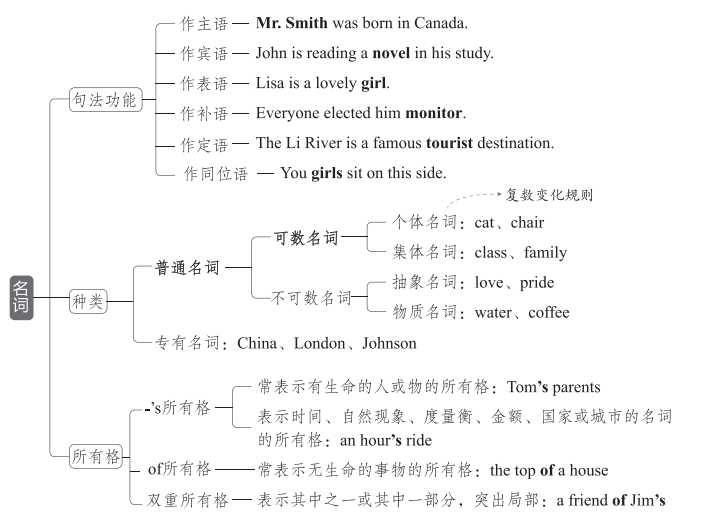 作主语 — Mr. Smith was born in Canada.
作宾语 — John is reading a novel in his study.
作表语 — Lisa is a lovely girl.
句法功能
作补语 — Everyone elected him monitor.
作定语 — The Li River is a famous tourist destination.
作同位语 — You girls sit on this side.
复数变化规则
个体名词：cat、chair
可数名词
集体名词：class、family
普通名词
抽象名词：love、pride
不可数名词
物质名词：water、coffee
名词
种类
专有名词：China、London、Johnson
常表示有生命的人或物的所有格：Tom's parents
-'s所有格
表示时间、自然现象、度量衡、金额、国家或城市的名词
的所有格：an hour's ride
所有格
of所有格 — 常表示无生命的事物的所有格：the top of a house
双重所有格 — 表示其中之一或其中一部分，突出局部：a friend of Jim's